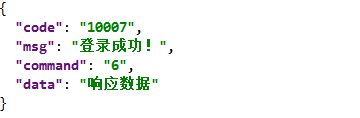 {
"code": "10007",
"msg": "登录成功！",
"command": "6",
"data": "响应数据"
}